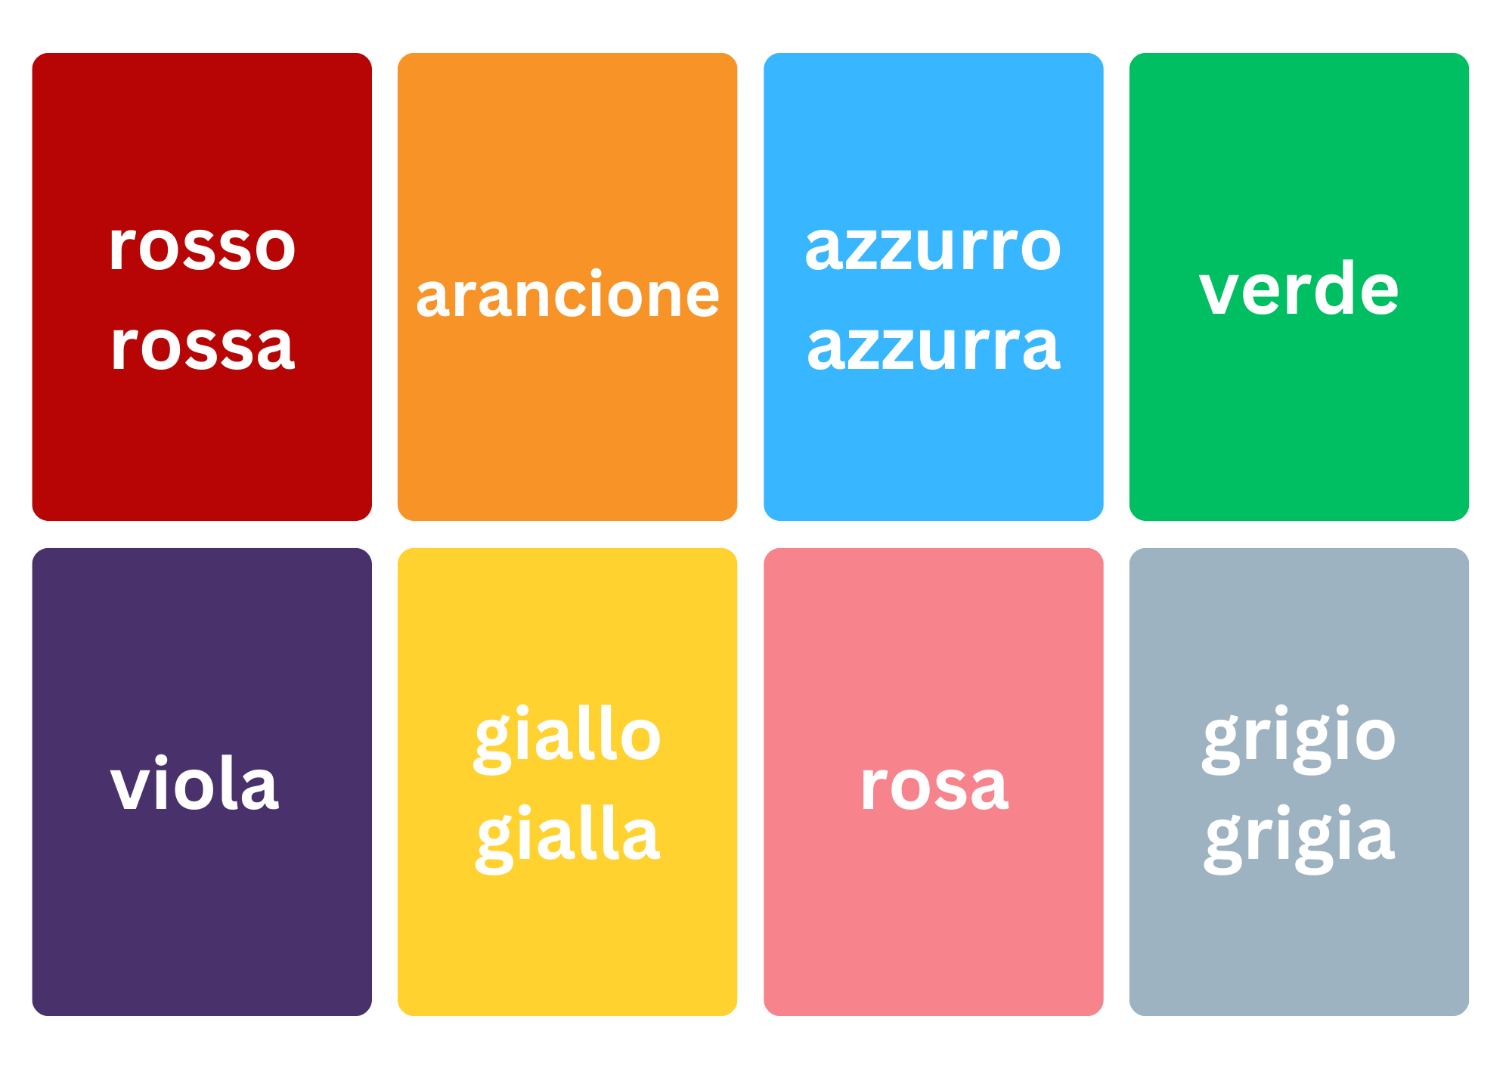 rosso
rossa
arancione
azzurro
azzurra
verde
viola
giallo
gialla
rosa
grigio
grigia